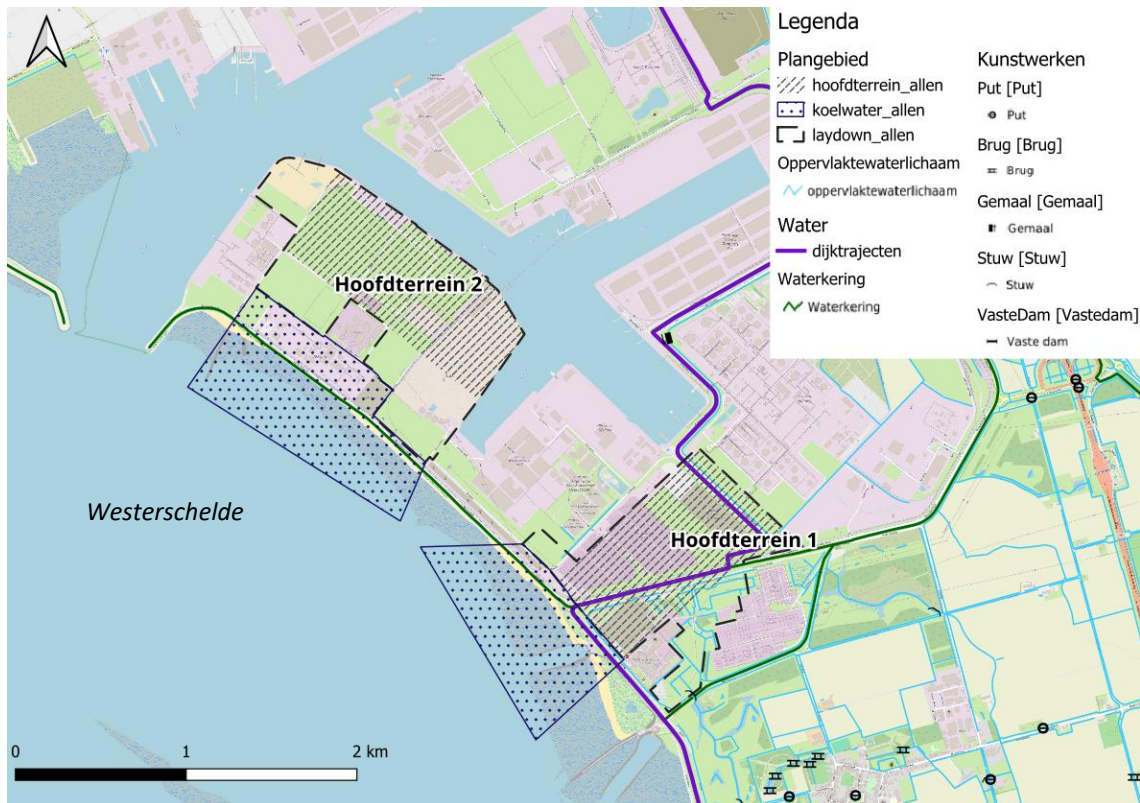 Legenda
Plangebied
hoofdterrein_allen
koelwater_allen
laydown_allen
Oppervlaktewaterlichaam
oppervlaktewaterlichaam
Water
dijktrajecten
Waterkering
Waterkering
Kunstwerken
Put [Put]
Put
Brug [Brug]
Brug
Gemaal [Gemaal]
Gemaal
Stuw [Stuw]
Stuw
VasteDam [Vastedam]
Vaste dam
Hoofdterrein 2
Westerschelde
Hoofdterrein 1
0 1 2 km